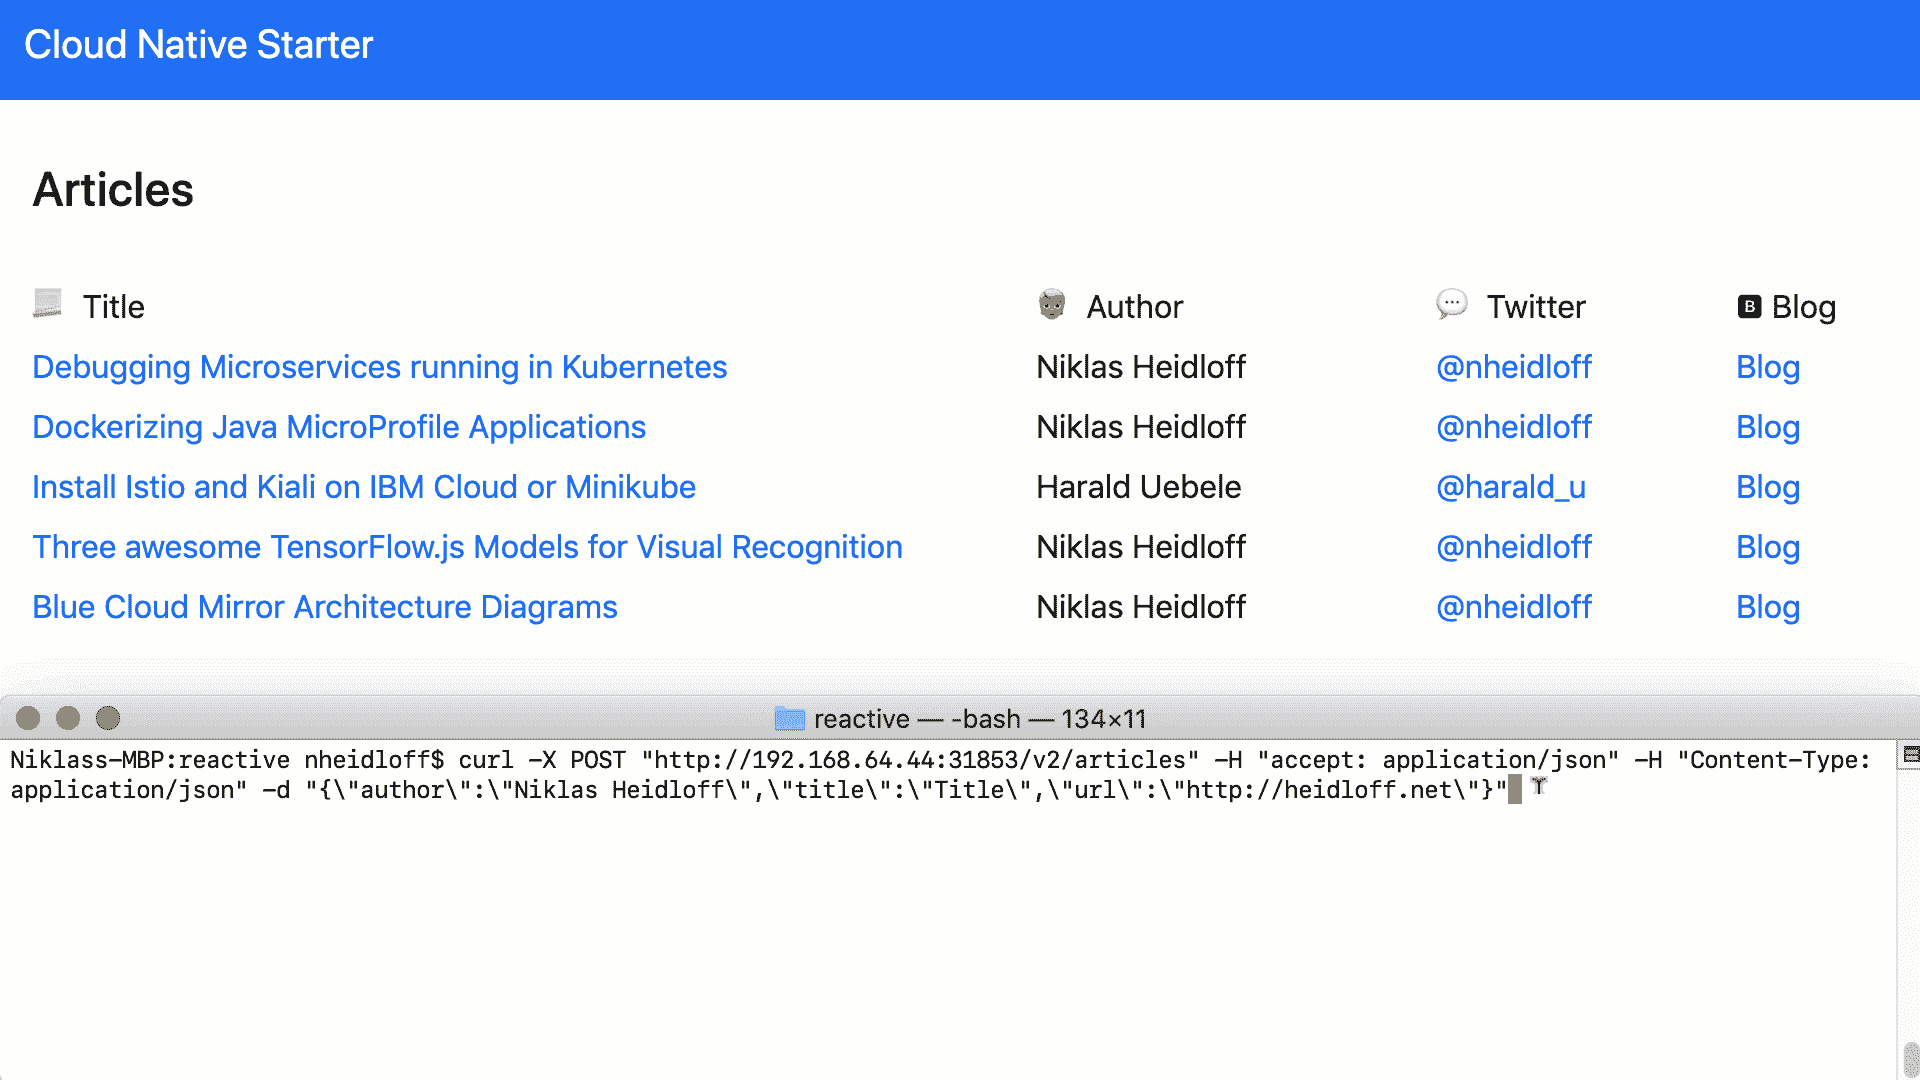 Cloud Native Starter
Articles
Title Author Twitter B Blog
Debugging Microservices running in Kubernetes Niklas Heidloff @nheidloff Blog
Dockerizing Java MicroProfile Applications Niklas Heidloff @nheidloff Blog
Install Istio and Kiali on IBM Cloud or Minikube Harald Uebele @harald_u Blog
Three awesome TensorFlow.js Models for Visual Recognition Niklas Heidloff @nheidloff Blog
Blue Cloud Mirror Architecture Diagrams Niklas Heidloff @nheidloff Blog
reactive — -bash — 134×11
Niklass-MBP:reactive nheidloff$ curl -X POST "http://192.168.64.44:31853/v2/articles" -H "accept: application/json" -H "Content-Type:
application/json" -d "{\"author\":\"Niklas Heidloff\",\"title\":\"Title\",\"url\":\"http://heidloff.net\"}"